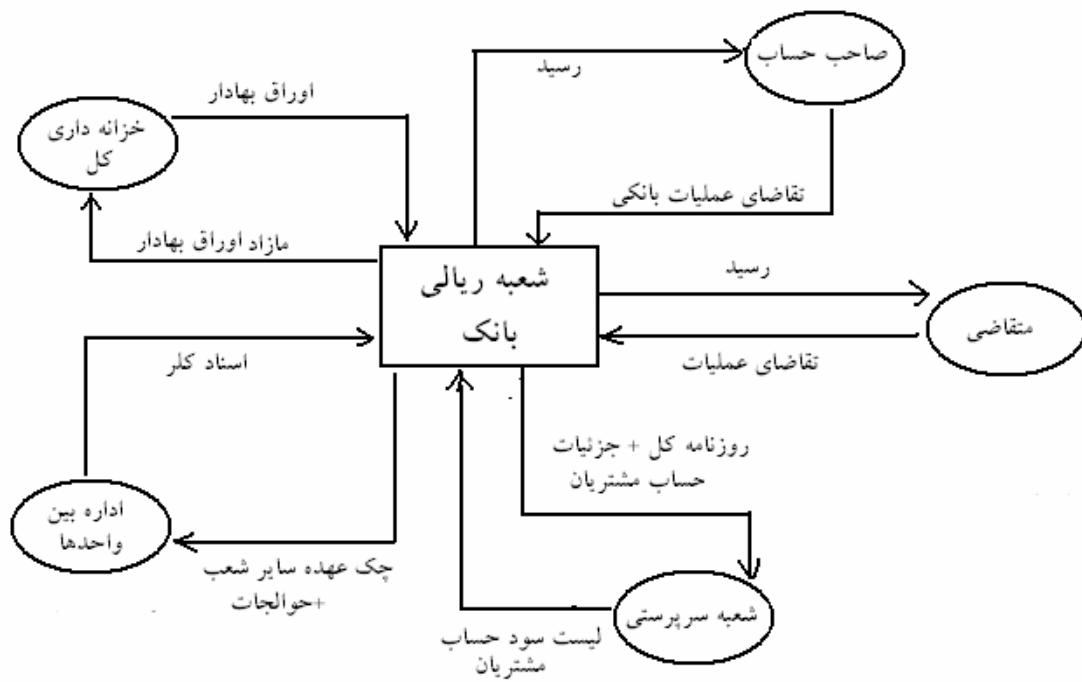 رسید
صاحب حساب
اوراق بهادار
خزانه داری
کل
تقاضای عملیات بانکی
مازاد اوراق بهادار
شعبه ریالی
بانک
رسید
متقاضی
تقاضای عملیات
اسناد کلر
روزنامه کل + جزئیات
حساب مشتریان
اداره بین
واحدها
چک عهده سایر شعب
+حوالجات
شعبه سرپرستی
لیست سود حساب
مشتریان